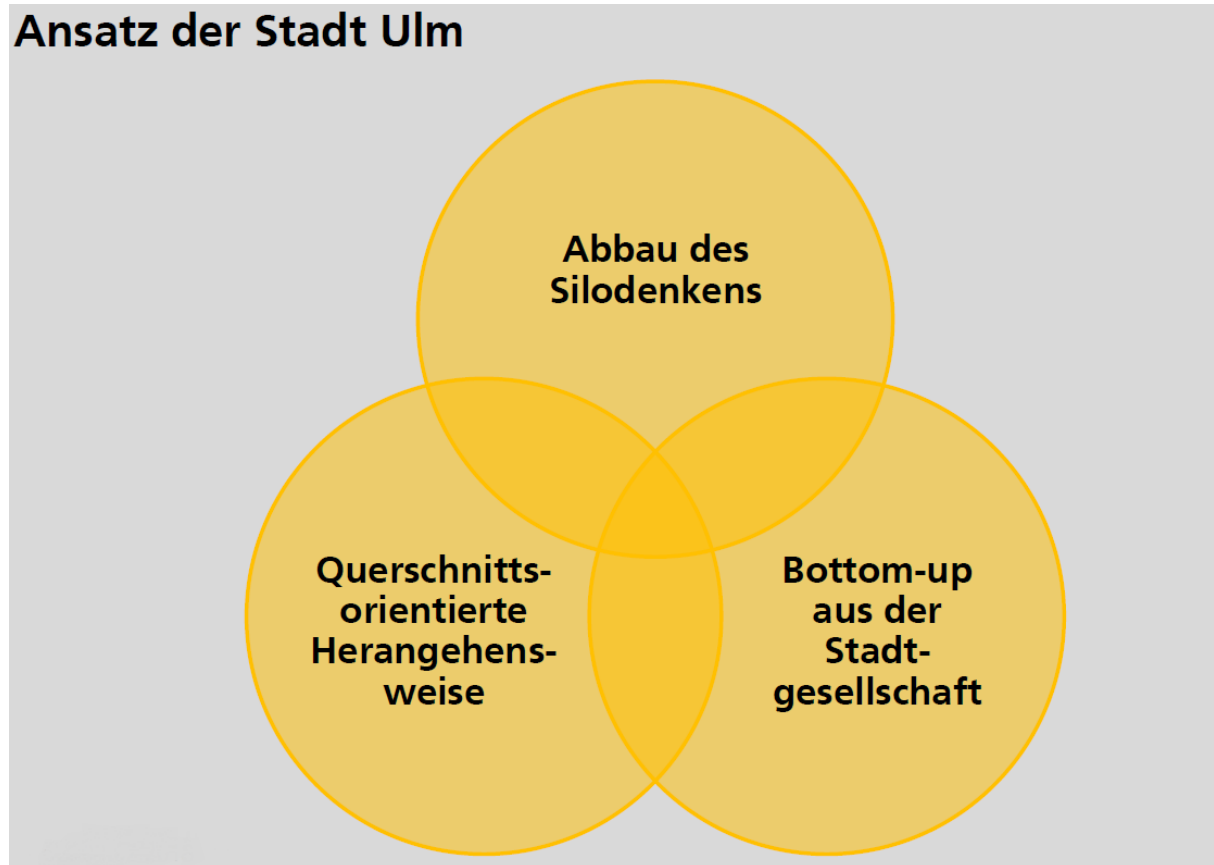 Ansatz der Stadt Ulm
Abbau des
Silodenkens
Querschnitts-
orientierte
Herangehens-
weise
Bottom-up
aus der
Stadt-
gesellschaft